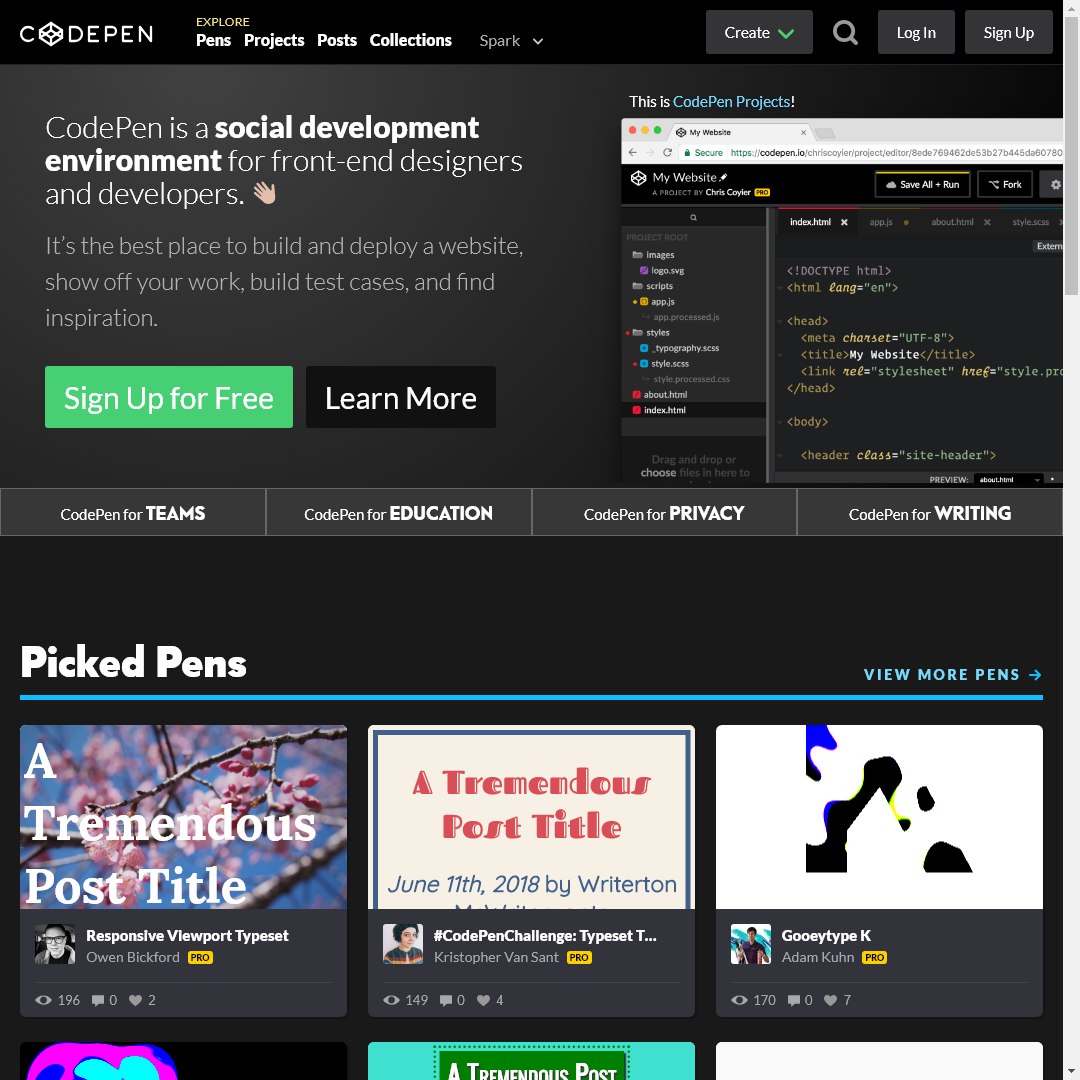 CODEPEN
EXPLORE
Pens Projects Posts Collections Spark
Create
Log In
Sign Up
CodePen is a social development
environment for front-end designers
and developers. 👋🏼
It's the best place to build and deploy a website,
show off your work, build test cases, and find
inspiration.
Sign Up for Free
Learn More
This is CodePen Projects!
My Website
Secure https://codepen.io/chriscoyier/project/editor/8ede769462de53b27b445da60780
My Website
A PROJECT BY Chris Coyier PRO
Save All + Run
Fork
PROJECT ROOT
images
logo.svg
scripts
app.js
app.processed.js
styles
_typography.scss
style.scss
style.processed.css
about.html
index.html
Drag and drop or
choose files in here to
index.html app.js about.html style.scss
Extern
<!DOCTYPE html>
<html lang="en">
<head>
<meta charset="UTF-8">
<title>My Website</title>
<link rel="stylesheet" href="style.pro
</head>
<body>
<header class="site-header">
PREVIEW: about.html
CodePen for TEAMS
CodePen for EDUCATION
CodePen for PRIVACY
CodePen for WRITING
Picked Pens
VIEW MORE PENS →
A
Tremendous
Post Title
Responsive Viewport Typeset
Owen Bickford PRO
196 0 2
A Tremendous
Post Title
June 11th, 2018 by Writerton
#CodePenChallenge: Typeset T...
Kristopher Van Sant PRO
149 0 4
Gooeytype K
Adam Kuhn PRO
170 0 7
A Tremendous Post